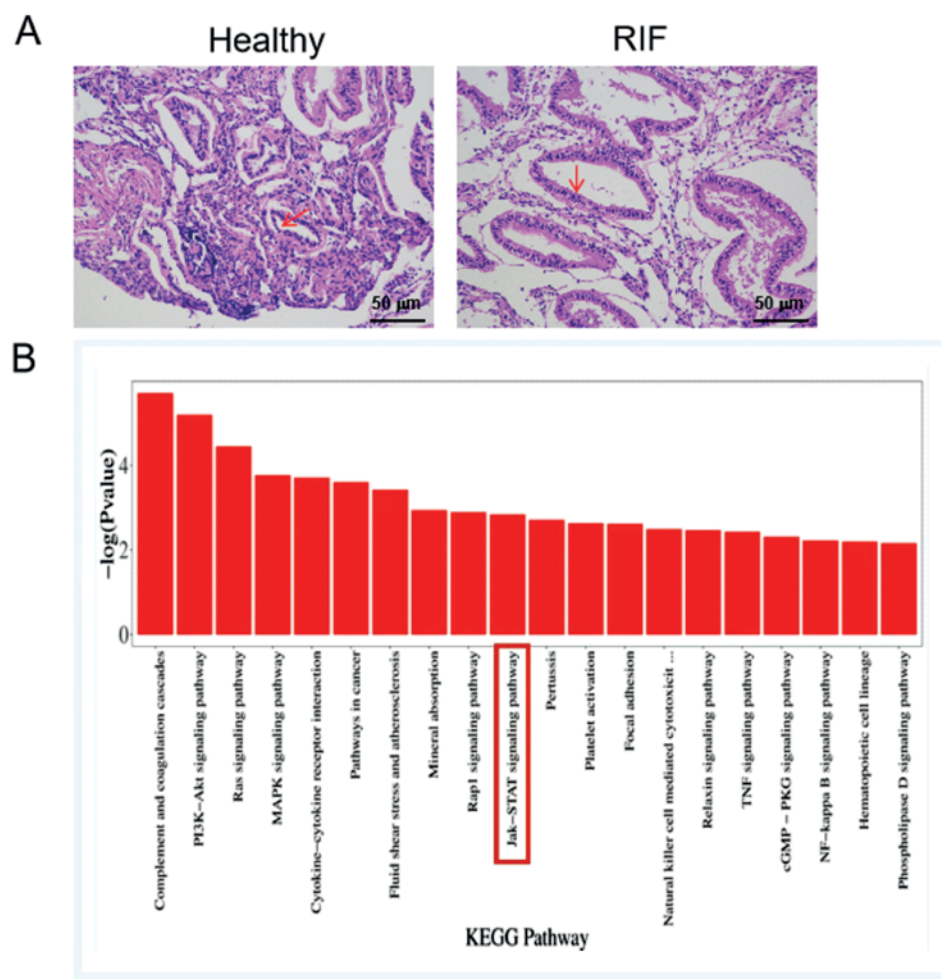 A
Healthy
RIF
50 μm
50 μm
B
−log(Pvalue)
4
2
0
Complement and coagulation cascades
PI3K−Akt signaling pathway
Ras signaling pathway
MAPK signaling pathway
Cytokine−cytokine receptor interaction
Pathways in cancer
Fluid shear stress and atherosclerosis
Mineral absorption
Rap1 signaling pathway
Jak−STAT signaling pathway
Pertussis
Platelet activation
Focal adhesion
Natural killer cell mediated cytotoxicit ...
Relaxin signaling pathway
TNF signaling pathway
cGMP − PKG signaling pathway
NF−kappa B signaling pathway
Hematopoietic cell lineage
Phospholipase D signaling pathway
KEGG Pathway